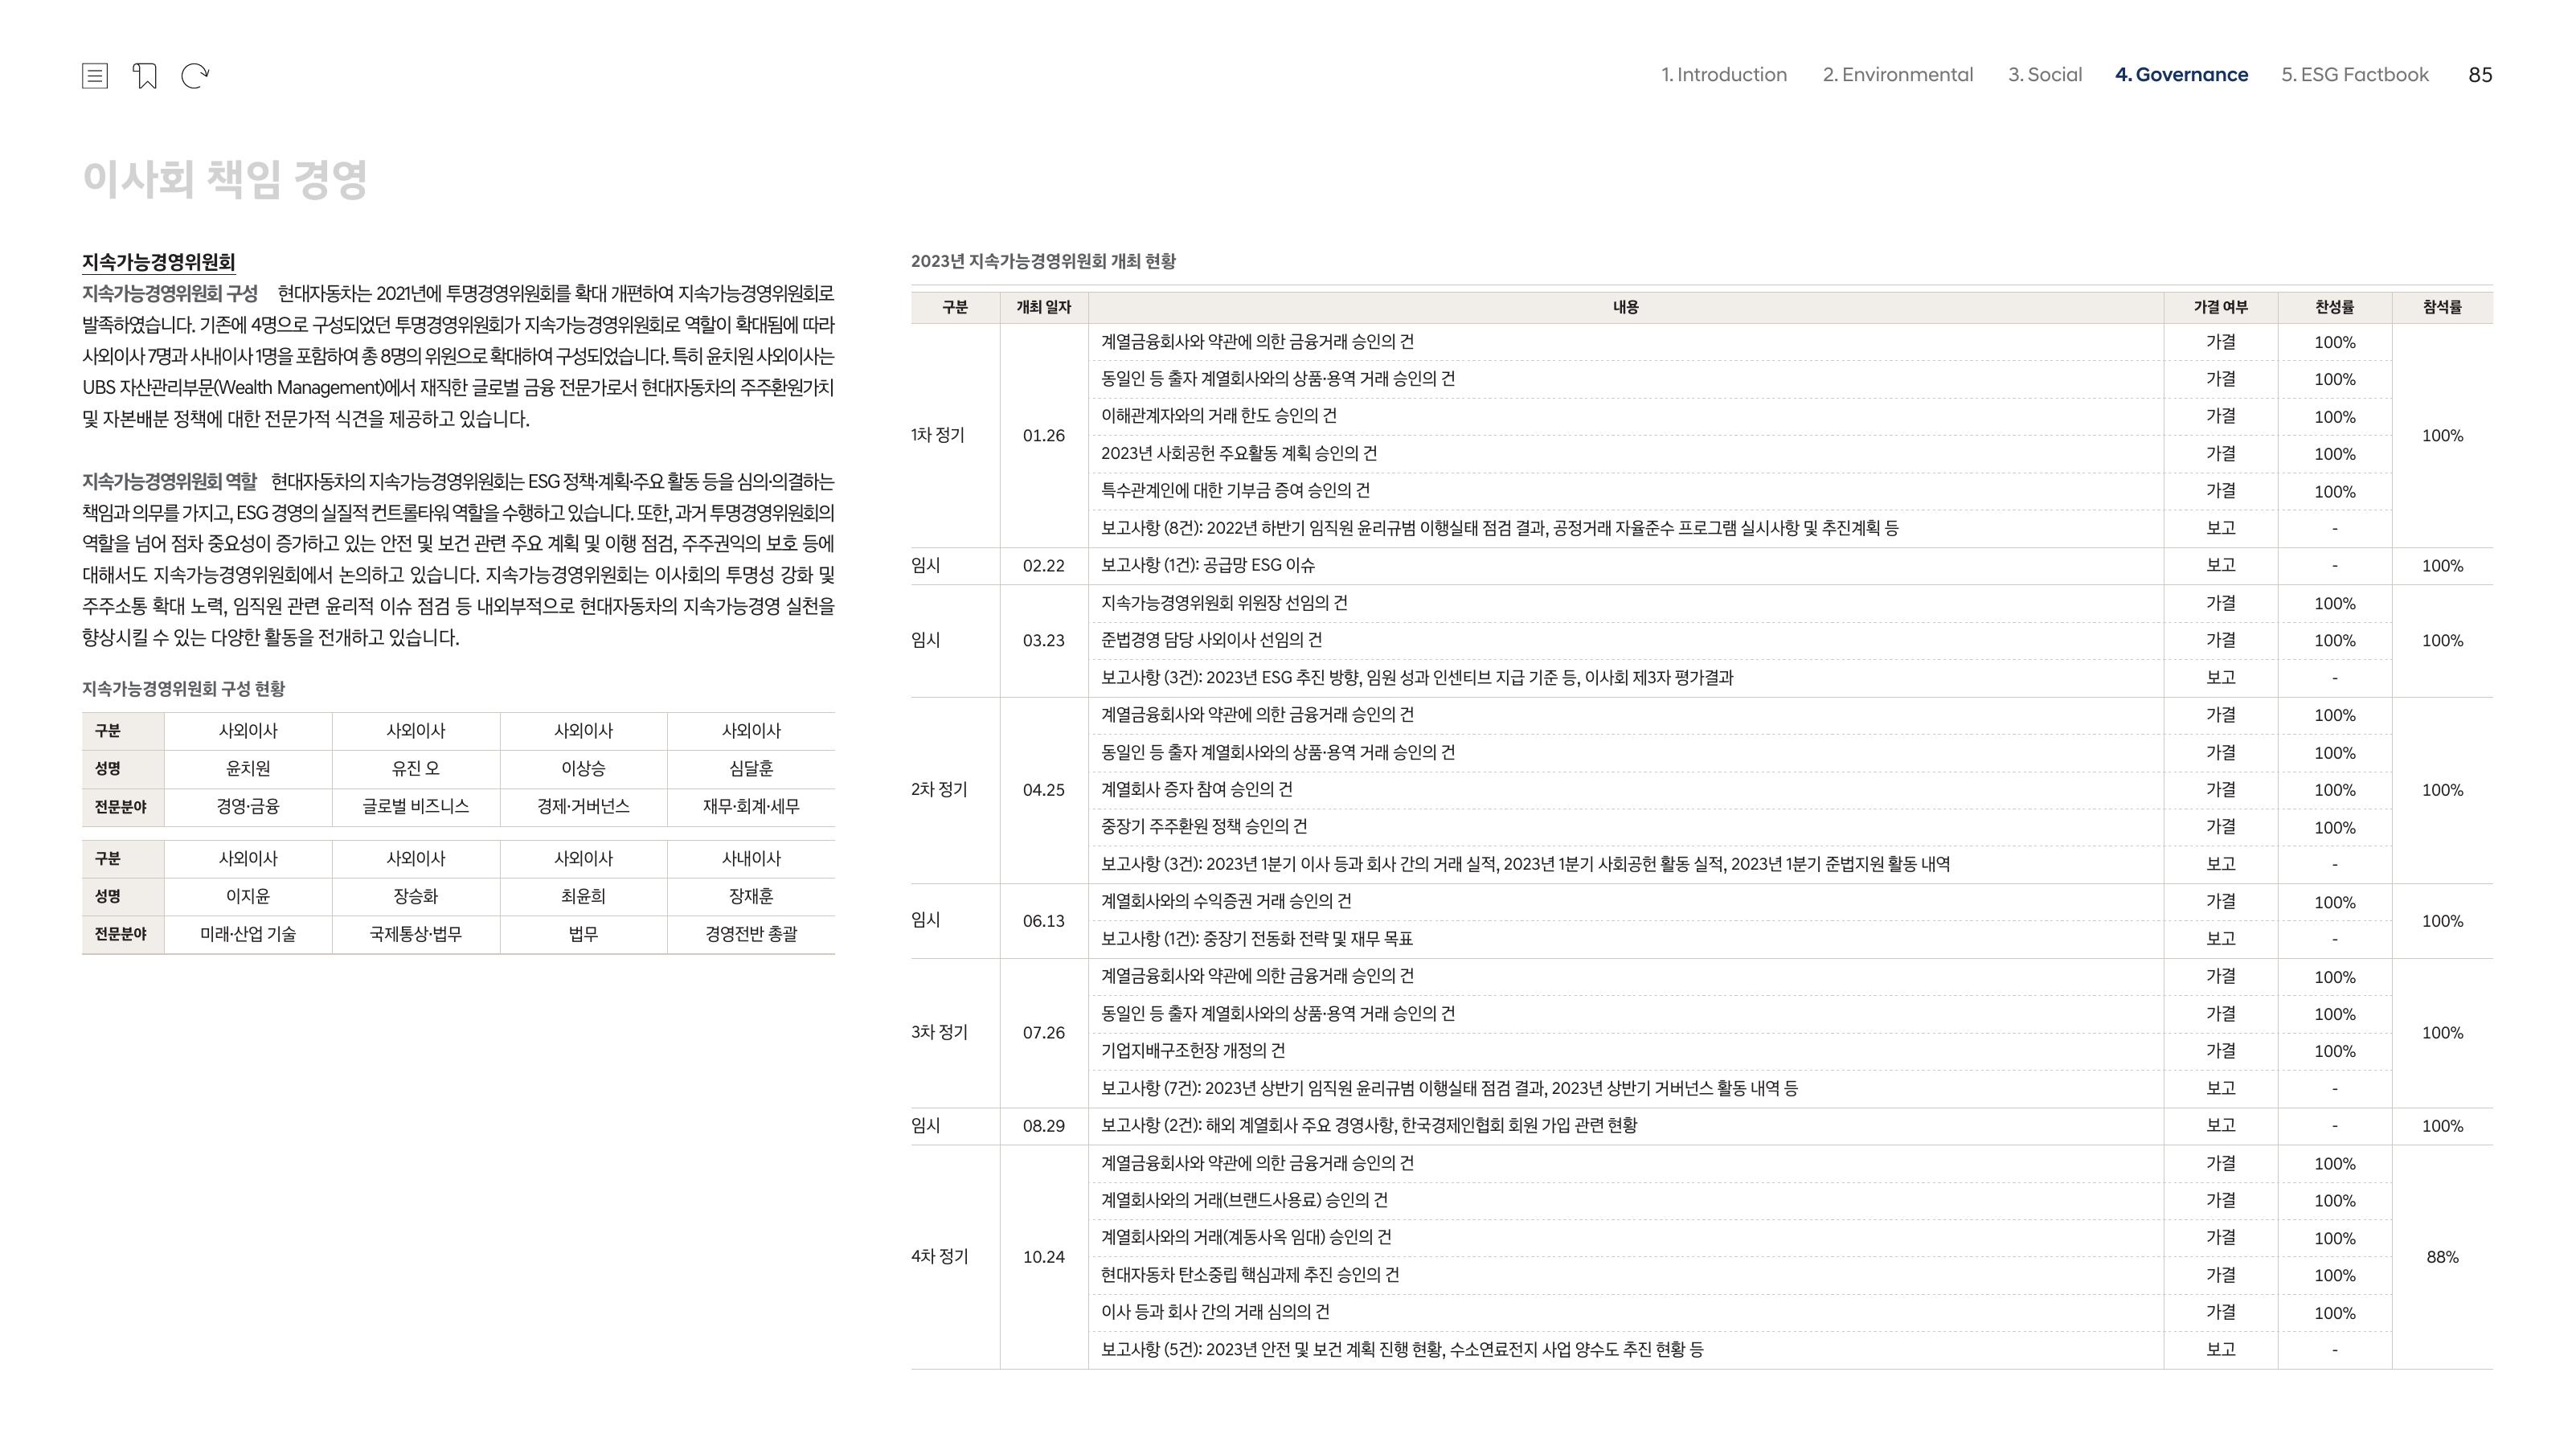 1. Introduction 2. Environmental 3. Social 4. Governance 5. ESG Factbook 85
이사회 책임 경영
지속가능경영위원회
지속가능경영위원회 구성 현대자동차는 2021년에 투명경영위원회를 확대 개편하여 지속가능경영위원회로
발족하였습니다. 기존에 4명으로 구성되었던 투명경영위원회가 지속가능경영위원회로 역할이 확대됨에 따라
사외이사 7명과 사내이사 1명을 포함하여 총 8명의 위원으로 확대하여 구성되었습니다. 특히 윤치원 사외이사는
UBS 자산관리부문(Wealth Management)에서 재직한 글로벌 금융 전문가로서 현대자동차의 주주환원가치
및 자본배분 정책에 대한 전문가적 식견을 제공하고 있습니다.
지속가능경영위원회 역할 현대자동차의 지속가능경영위원회는 ESG 정책·계획·주요 활동 등을 심의·의결하는
책임과 의무를 가지고, ESG 경영의 실질적 컨트롤타워 역할을 수행하고 있습니다. 또한, 과거 투명경영위원회의
역할을 넘어 점차 중요성이 증가하고 있는 안전 및 보건 관련 주요 계획 및 이행 점검, 주주권익의 보호 등에
대해서도 지속가능경영위원회에서 논의하고 있습니다. 지속가능경영위원회는 이사회의 투명성 강화 및
주주소통 확대 노력, 임직원 관련 윤리적 이슈 점검 등 내외부적으로 현대자동차의 지속가능경영 실천을
향상시킬 수 있는 다양한 활동을 전개하고 있습니다.
지속가능경영위원회 구성 현황
구분 사외이사 사외이사 사외이사 사외이사
성명 윤치원 유진 오 이상승 심달훈
전문분야 경영·금융 글로벌 비즈니스 경제·거버넌스 재무·회계·세무
구분 사외이사 사외이사 사외이사 사내이사
성명 이지윤 장승화 최윤희 장재훈
전문분야 미래·산업 기술 국제통상·법무 법무 경영전반 총괄
2023년 지속가능경영위원회 개최 현황
구분 개최 일자 내용 가결 여부 찬성률 참석률
계열금융회사와 약관에 의한 금융거래 승인의 건 가결 100%
동일인 등 출자 계열회사와의 상품·용역 거래 승인의 건 가결 100%
이해관계자와의 거래 한도 승인의 건 가결 100%
1차 정기 01.26 100%
2023년 사회공헌 주요활동 계획 승인의 건 가결 100%
특수관계인에 대한 기부금 증여 승인의 건 가결 100%
보고사항 (8건): 2022년 하반기 임직원 윤리규범 이행실태 점검 결과, 공정거래 자율준수 프로그램 실시사항 및 추진계획 등 보고 -
임시 02.22 보고사항 (1건): 공급망 ESG 이슈 보고 - 100%
지속가능경영위원회 위원장 선임의 건 가결 100%
임시 03.23 준법경영 담당 사외이사 선임의 건 가결 100% 100%
보고사항 (3건): 2023년 ESG 추진 방향, 임원 성과 인센티브 지급 기준 등, 이사회 제3자 평가결과 보고 -
계열금융회사와 약관에 의한 금융거래 승인의 건 가결 100%
동일인 등 출자 계열회사와의 상품·용역 거래 승인의 건 가결 100%
2차 정기 04.25 계열회사 증자 참여 승인의 건 가결 100% 100%
중장기 주주환원 정책 승인의 건 가결 100%
보고사항 (3건): 2023년 1분기 이사 등과 회사 간의 거래 실적, 2023년 1분기 사회공헌 활동 실적, 2023년 1분기 준법지원 활동 내역 보고 -
계열회사와의 수익증권 거래 승인의 건 가결 100%
임시 06.13 100%
보고사항 (1건): 중장기 전동화 전략 및 재무 목표 보고 -
계열금융회사와 약관에 의한 금융거래 승인의 건 가결 100%
동일인 등 출자 계열회사와의 상품·용역 거래 승인의 건 가결 100%
3차 정기 07.26 100%
기업지배구조헌장 개정의 건 가결 100%
보고사항 (7건): 2023년 상반기 임직원 윤리규범 이행실태 점검 결과, 2023년 상반기 거버넌스 활동 내역 등 보고 -
임시 08.29 보고사항 (2건): 해외 계열회사 주요 경영사항, 한국경제인협회 회원 가입 관련 현황 보고 - 100%
계열금융회사와 약관에 의한 금융거래 승인의 건 가결 100%
계열회사와의 거래(브랜드사용료) 승인의 건 가결 100%
계열회사와의 거래(계동사옥 임대) 승인의 건 가결 100%
4차 정기 10.24 88%
현대자동차 탄소중립 핵심과제 추진 승인의 건 가결 100%
이사 등과 회사 간의 거래 심의의 건 가결 100%
보고사항 (5건): 2023년 안전 및 보건 계획 진행 현황, 수소연료전지 사업 양수도 추진 현황 등 보고 -